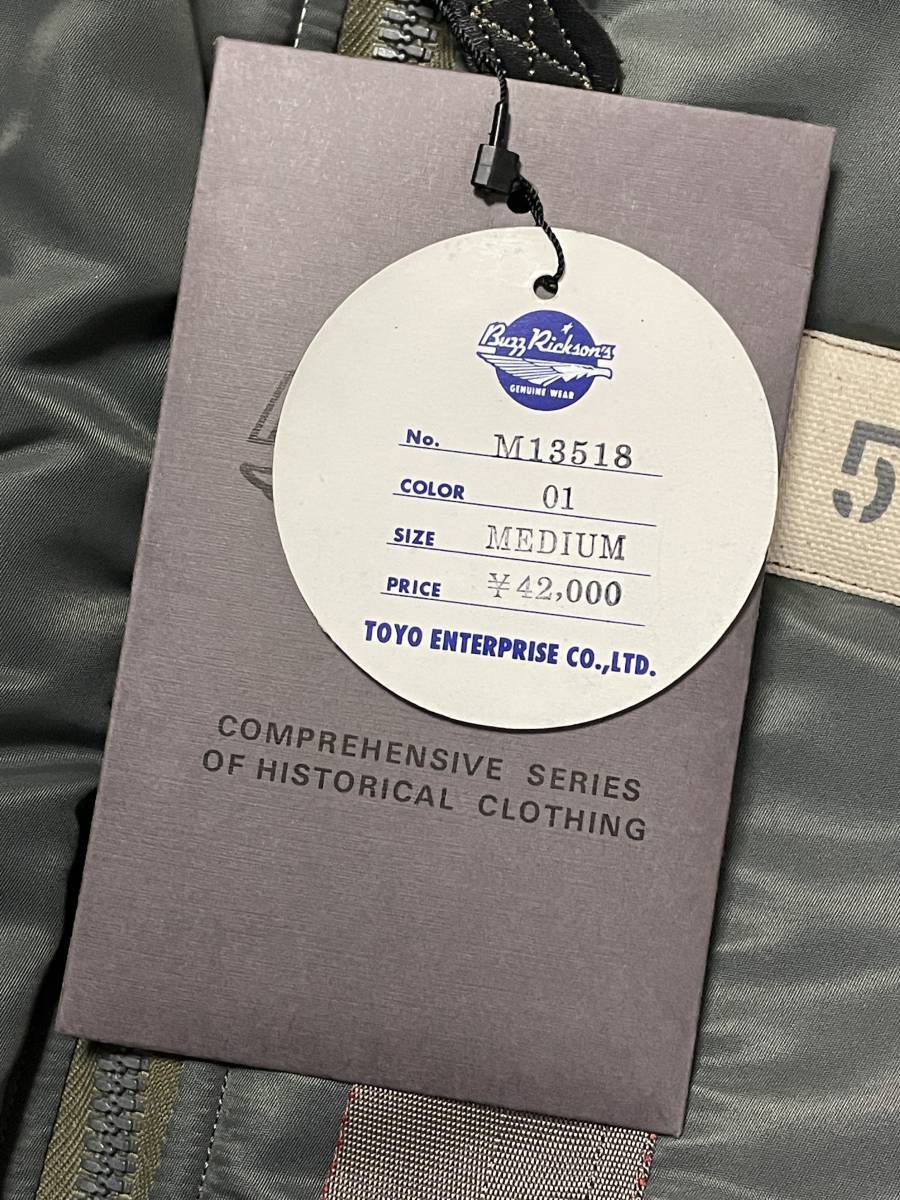 Buzz Rickson's
GENUINE WEAR
No. M13518
COLOR 01
SIZE MEDIUM
PRICE ¥42,000
TOYO ENTERPRISE CO.,LTD.
COMPREHENSIVE SERIES
OF HISTORICAL CLOTHING
5